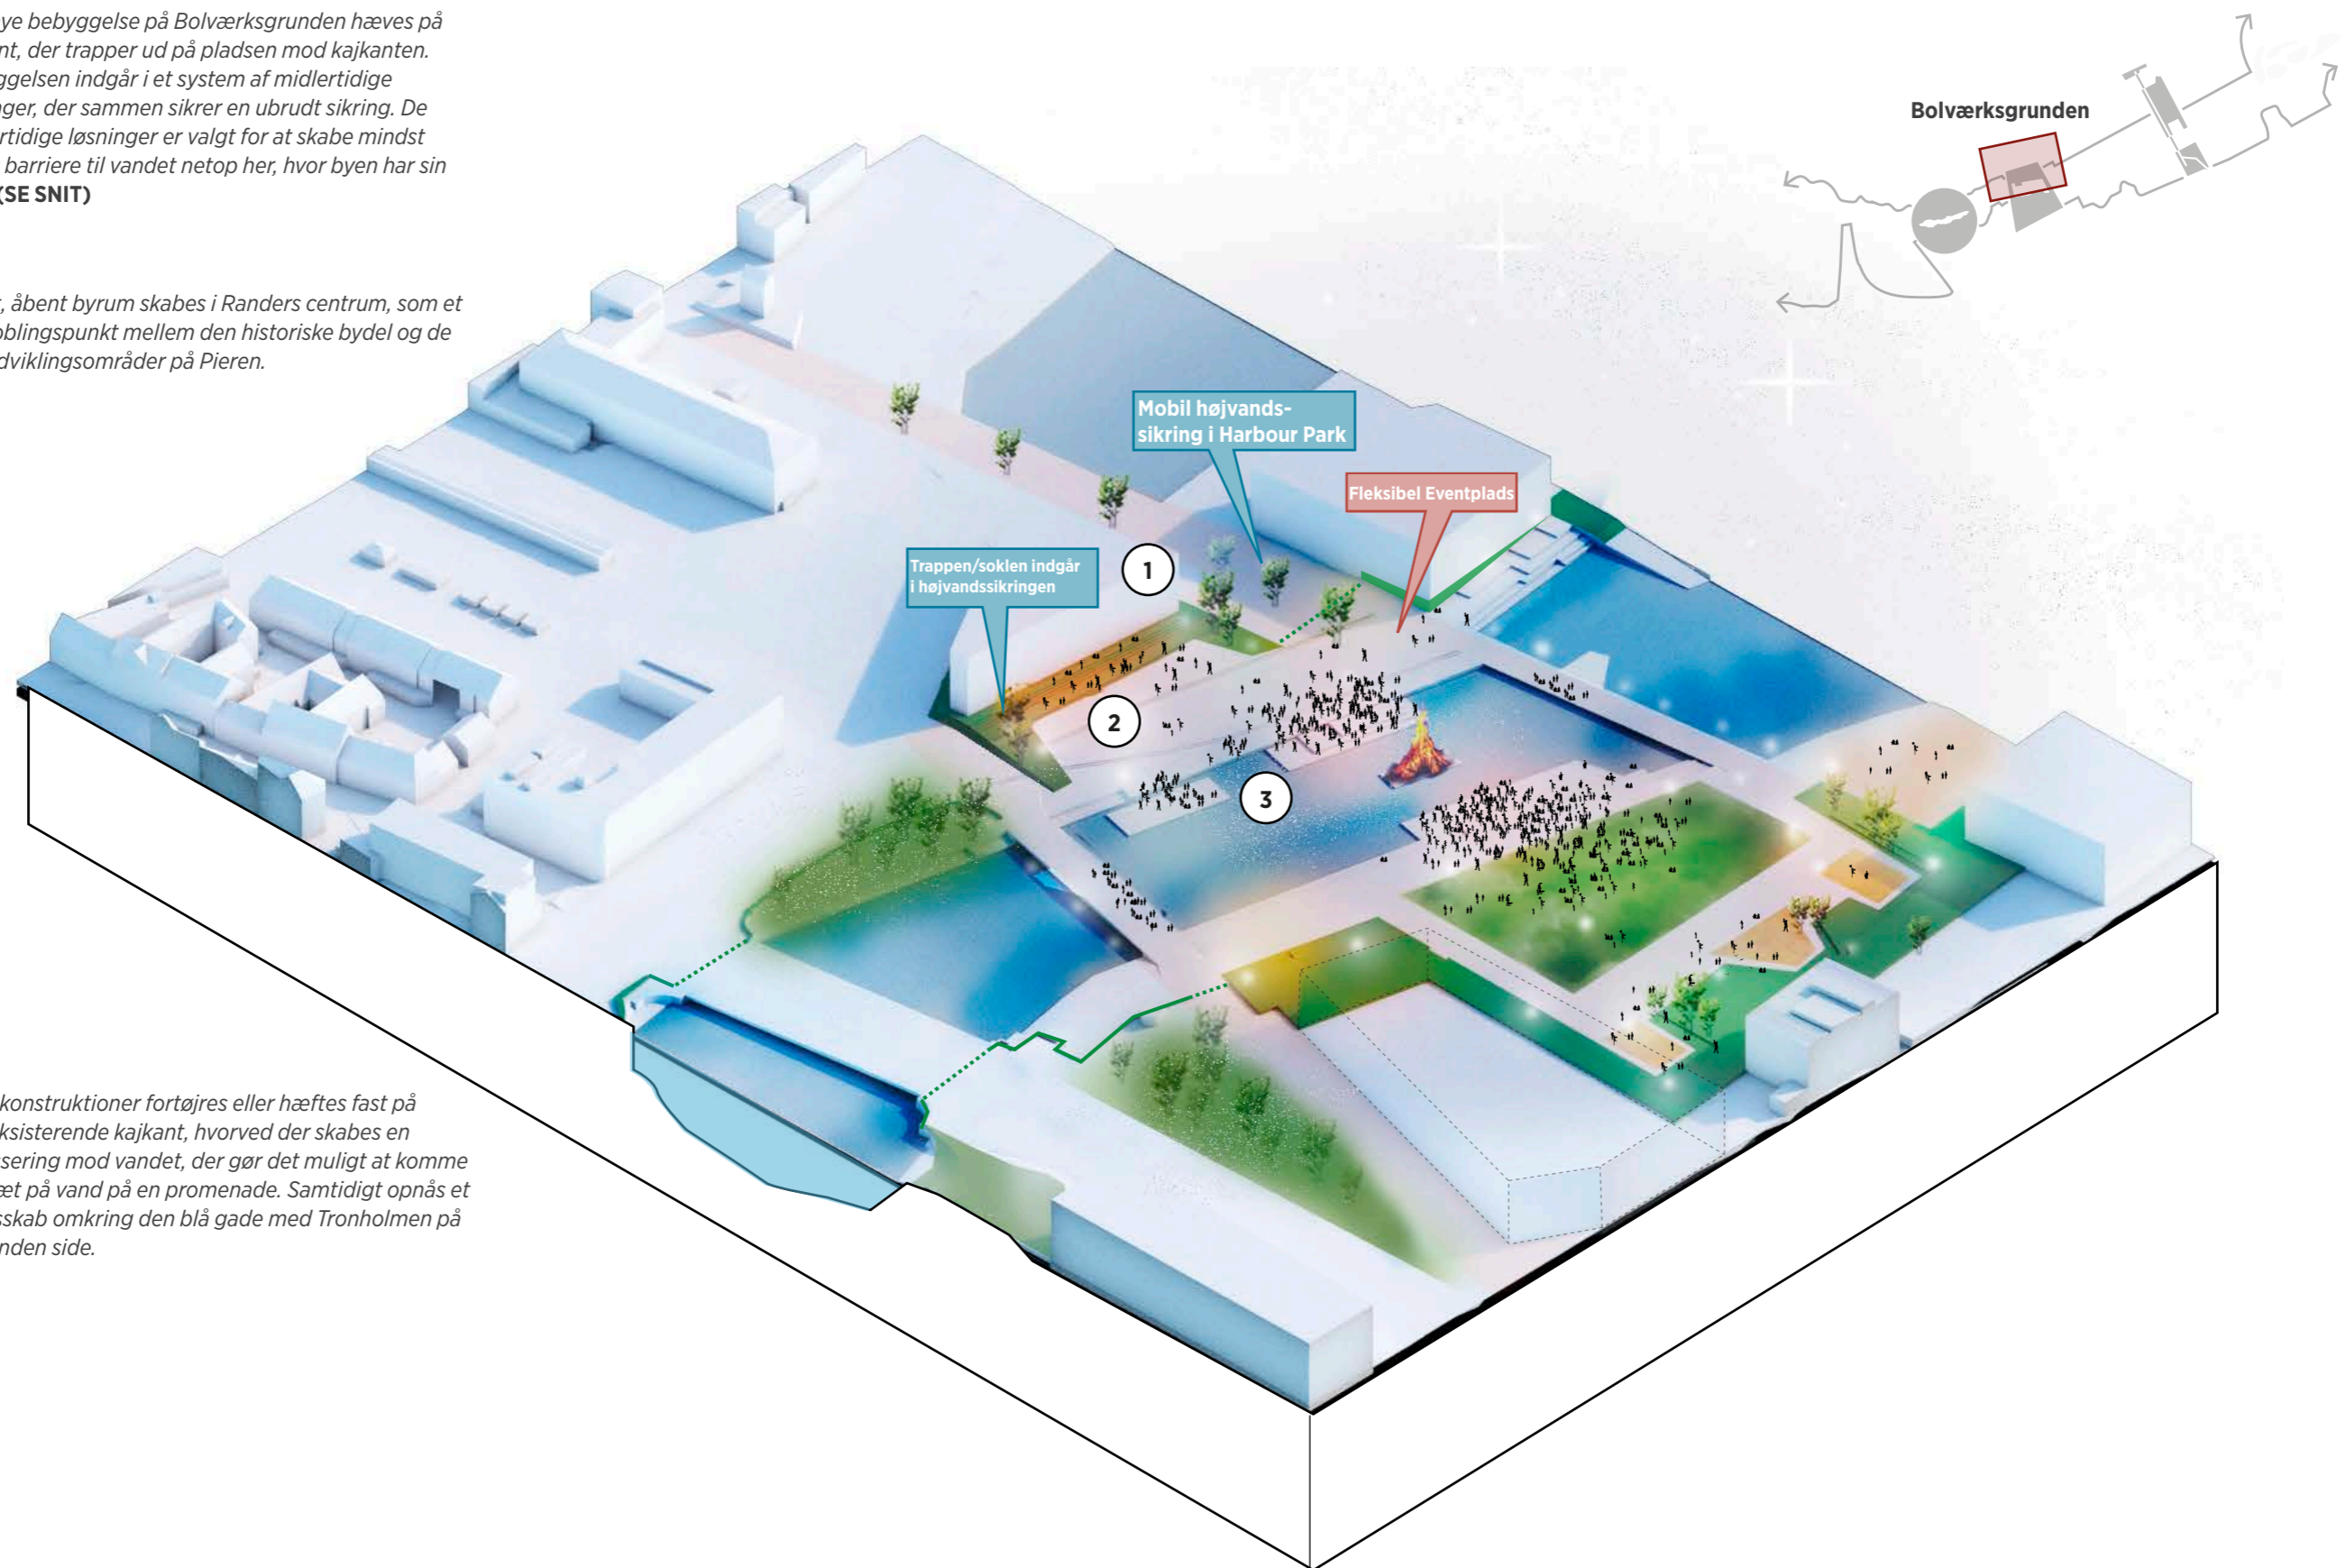 ye bebyggelse på Bolværksgrunden hæves på
nt, der trapper ud på pladsen mod kajkanten.
ggelsen indgår i et system af midlertidige
nger, der sammen sikrer en ubrudt sikring. De
rtidige løsninger er valgt for at skabe mindst
barriere til vandet netop her, hvor byen har sin
(SE SNIT)
, åbent byrum skabes i Randers centrum, som et
oblingspunkt mellem den historiske bydel og de
dviklingsområder på Pieren.
konstruktioner fortøjres eller hæftes fast på
ksisterende kajkant, hvorved der skabes en
ssering mod vandet, der gør det muligt at komme
æt på vand på en promenade. Samtidigt opnås et
sskab omkring den blå gade med Tronholmen på
nden side.
Bolværksgrunden
Mobil højvands-
sikring i Harbour Park
Fleksibel Eventplads
Trappen/soklen indgår
i højvandssikringen
1
2
3